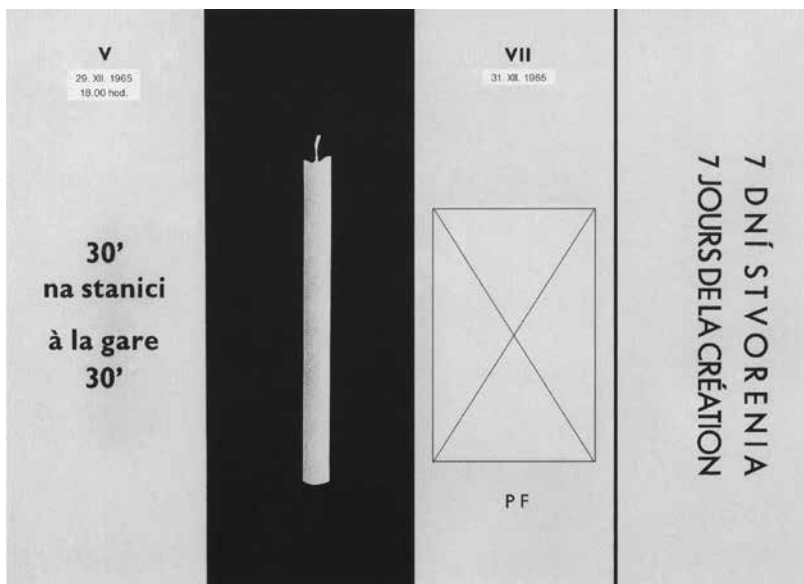 V
29. XII. 1965
18.00 hod.
30’
na stanici
à la gare
30’
VII
31. XII. 1965
P F
7 DNÍ STVORENIA
7 JOURS DE LA CRÉATION